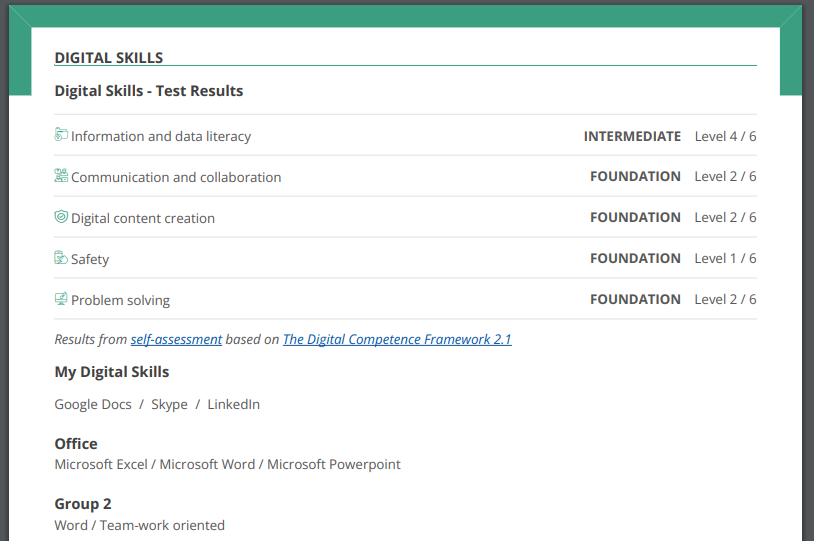 DIGITAL SKILLS
Digital Skills - Test Results
Information and data literacy INTERMEDIATE Level 4 / 6
Communication and collaboration FOUNDATION Level 2 / 6
Digital content creation FOUNDATION Level 2 / 6
Safety FOUNDATION Level 1 / 6
Problem solving FOUNDATION Level 2 / 6
Results from self-assessment based on The Digital Competence Framework 2.1
My Digital Skills
Google Docs / Skype / LinkedIn
Office
Microsoft Excel / Microsoft Word / Microsoft Powerpoint
Group 2
Word / Team-work oriented